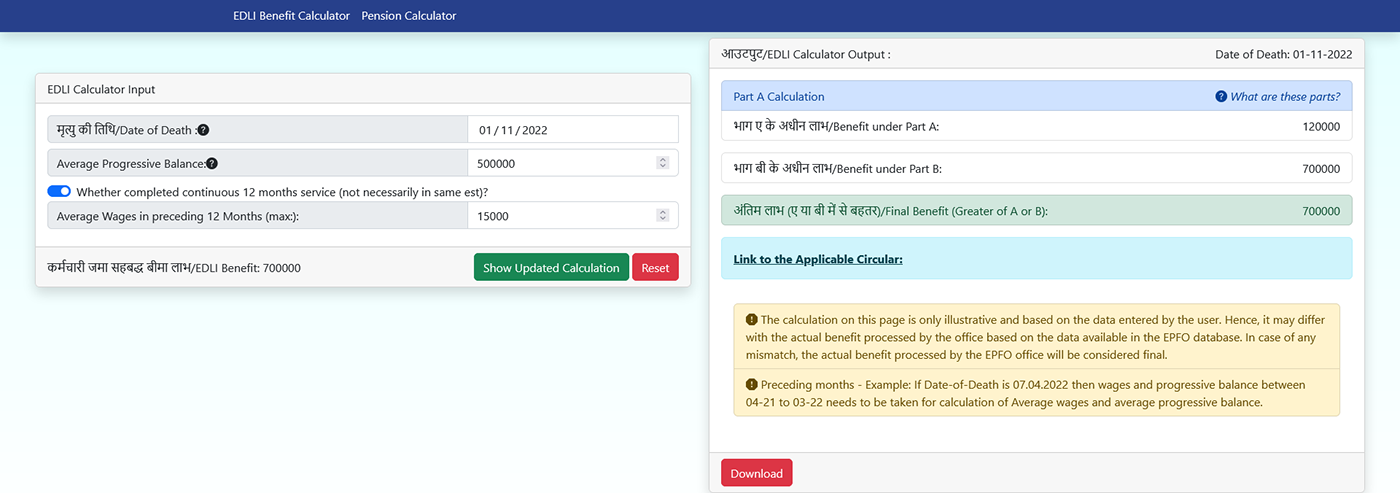 EDLI Benefit Calculator Pension Calculator
EDLI Calculator Input
मृत्यु की तिथि/Date of Death :
01 / 11 / 2022
Average Progressive Balance:
500000
Whether completed continuous 12 months service (not necessarily in same est)?
Average Wages in preceding 12 Months (max:):
15000
कर्मचारी जमा सहबद्ध बीमा लाभ/EDLI Benefit: 700000
Show Updated Calculation
Reset
आउटपुट/EDLI Calculator Output :
Date of Death: 01-11-2022
Part A Calculation
What are these parts?
भाग ए के अधीन लाभ/Benefit under Part A:
120000
भाग बी के अधीन लाभ/Benefit under Part B:
700000
अंतिम लाभ (ए या बी में से बहतर)/Final Benefit (Greater of A or B):
700000
Link to the Applicable Circular:
The calculation on this page is only illustrative and based on the data entered by the user. Hence, it may differ
with the actual benefit processed by the office based on the data available in the EPFO database. In case of any
mismatch, the actual benefit processed by the EPFO office will be considered final.
Preceding months - Example: If Date-of-Death is 07.04.2022 then wages and progressive balance between
04-21 to 03-22 needs to be taken for calculation of Average wages and average progressive balance.
Download